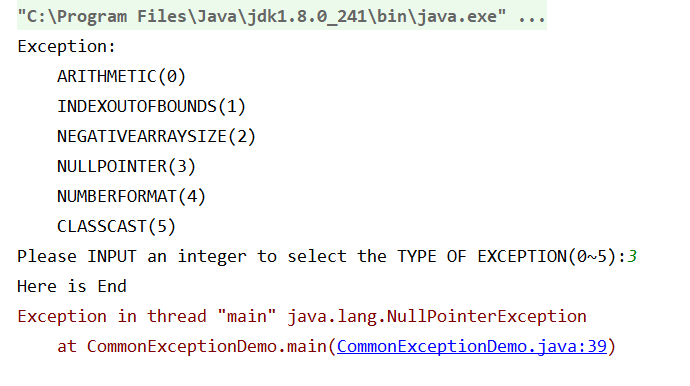 "C:\Program Files\Java\jdk1.8.0_241\bin\java.exe" ...
Exception:
    ARITHMETIC(0)
    INDEXOUTOFBOUNDS(1)
    NEGATIVEARRAYSIZE(2)
    NULLPOINTER(3)
    NUMBERFORMAT(4)
    CLASSCAST(5)
Please INPUT an integer to select the TYPE OF EXCEPTION(0~5):3
Here is End
Exception in thread "main" java.lang.NullPointerException
    at CommonExceptionDemo.main(CommonExceptionDemo.java:39)